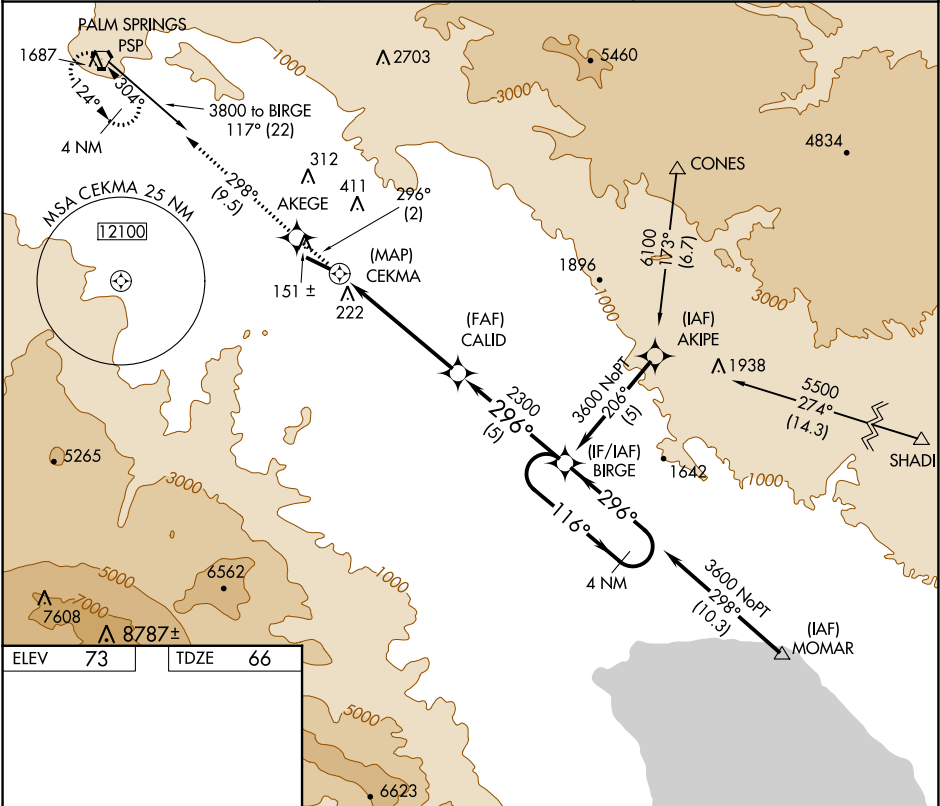 PALM SPRINGS
PSP
1687
124°
304°
4 NM
3800 to BIRGE
117° (22)
1000
2703
5460
3000
4834
CONES
298°
(9.5)
312
411
296°
(2)
AKEGE
MSA CEKMA 25 NM
12100
151 ±
(MAP)
CEKMA
222
6100
173°
(6.7)
1896
1000
3000
(FAF)
CALID
(IAF)
AKIPE
1938
5500
274°
(14.3)
SHADI
3600 NoPT
206°
(5)
2300
296°
(5)
(IF/IAF)
BIRGE
1642
1000
5265
3000
296°
116°
4 NM
1000
3600 NoPT
298°
(10.3)
(IAF)
MOMAR
5000
7000
7608
6562
8787±
ELEV 73
TDZE 66
5000
6623